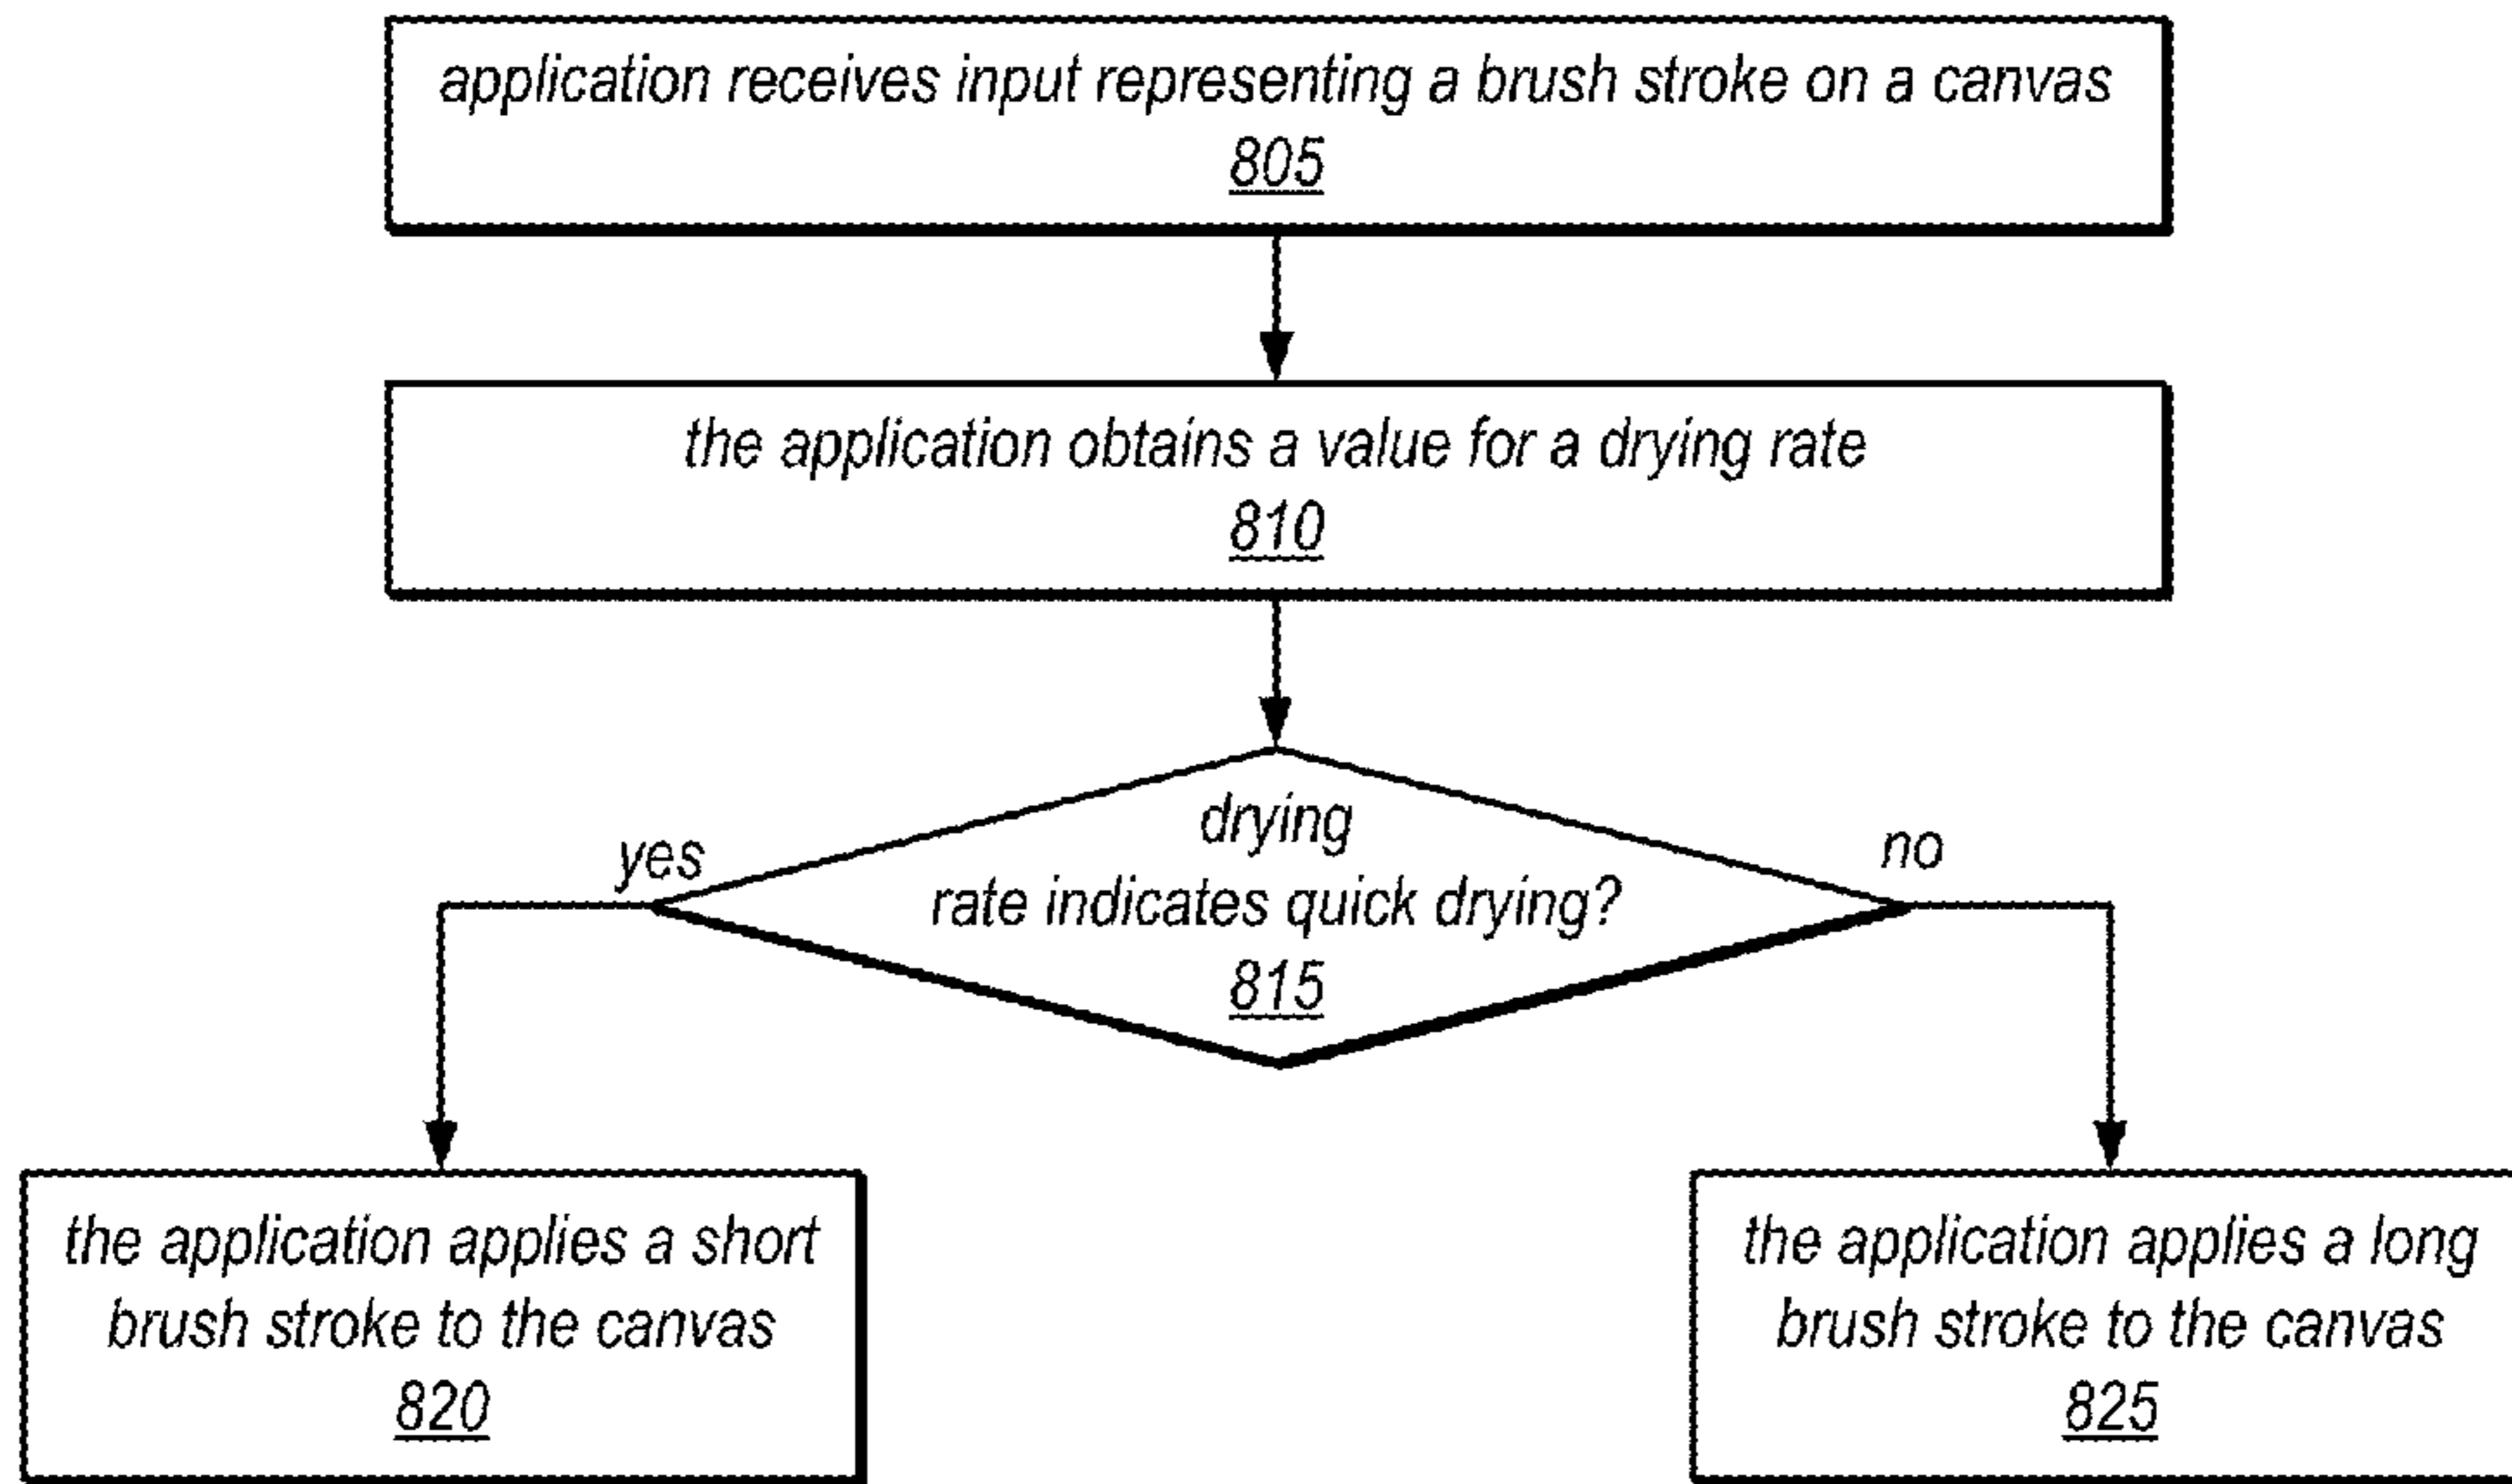 application receives input representing a brush stroke on a canvas
805
the application obtains a value for a drying rate
810
drying
rate indicates quick drying?
815
yes
no
the application applies a short
brush stroke to the canvas
820
the application applies a long
brush stroke to the canvas
825